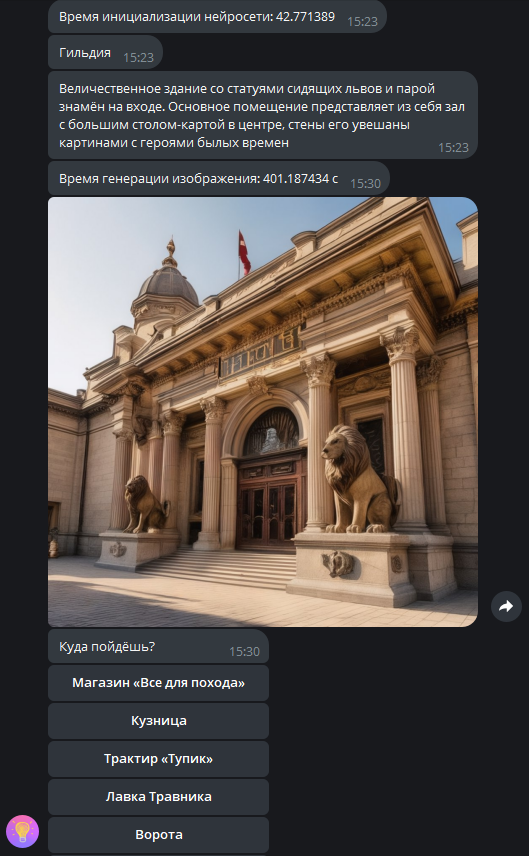 Время инициализации нейросети: 42.771389 15:23
Гильдия 15:23
Величественное здание со статуями сидящих львов и парой
знамён на входе. Основное помещение представляет из себя зал
с большим столом-картой в центре, стены его увешаны
картинами с героями былых времен
15:23
Время генерации изображения: 401.187434 с 15:30
Куда пойдёшь? 15:30
Магазин «Все для похода»
Кузница
Трактир «Тупик»
Лавка Травника
Ворота